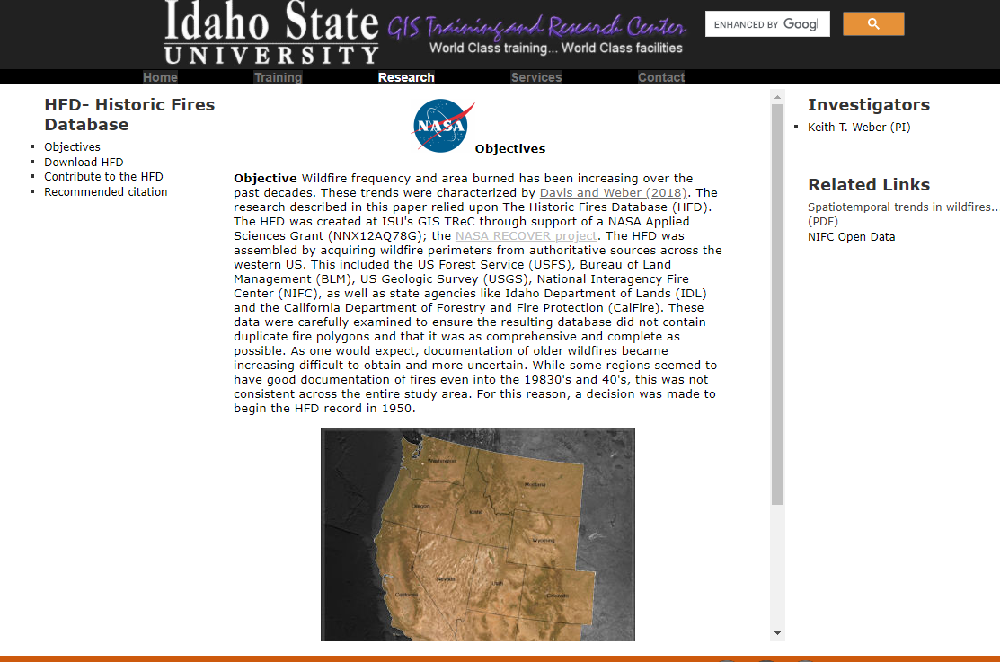 Idaho State
UNIVERSITY
GIS Training and Research Center
World Class training... World Class facilities
ENHANCED BY Googl
Home Training Research Services Contact
HFD- Historic Fires
Database
Objectives
Download HFD
Contribute to the HFD
Recommended citation
NASA
Objectives
Objective Wildfire frequency and area burned has been increasing over the
past decades. These trends were characterized by Davis and Weber (2018). The
research described in this paper relied upon The Historic Fires Database (HFD).
The HFD was created at ISU's GIS TReC through support of a NASA Applied
Sciences Grant (NNX12AQ78G); the NASA RECOVER project. The HFD was
assembled by acquiring wildfire perimeters from authoritative sources across the
western US. This included the US Forest Service (USFS), Bureau of Land
Management (BLM), US Geologic Survey (USGS), National Interagency Fire
Center (NIFC), as well as state agencies like Idaho Department of Lands (IDL)
and the California Department of Forestry and Fire Protection (CalFire). These
data were carefully examined to ensure the resulting database did not contain
duplicate fire polygons and that it was as comprehensive and complete as
possible. As one would expect, documentation of older wildfires became
increasing difficult to obtain and more uncertain. While some regions seemed to
have good documentation of fires even into the 19830's and 40's, this was not
consistent across the entire study area. For this reason, a decision was made to
begin the HFD record in 1950.
Washington
Montana
Oregon
Idaho
Wyoming
Nevada
Utah
Colorado
California
Investigators
Keith T. Weber (PI)
Related Links
Spatiotemporal trends in wildfires..
(PDF)
NIFC Open Data